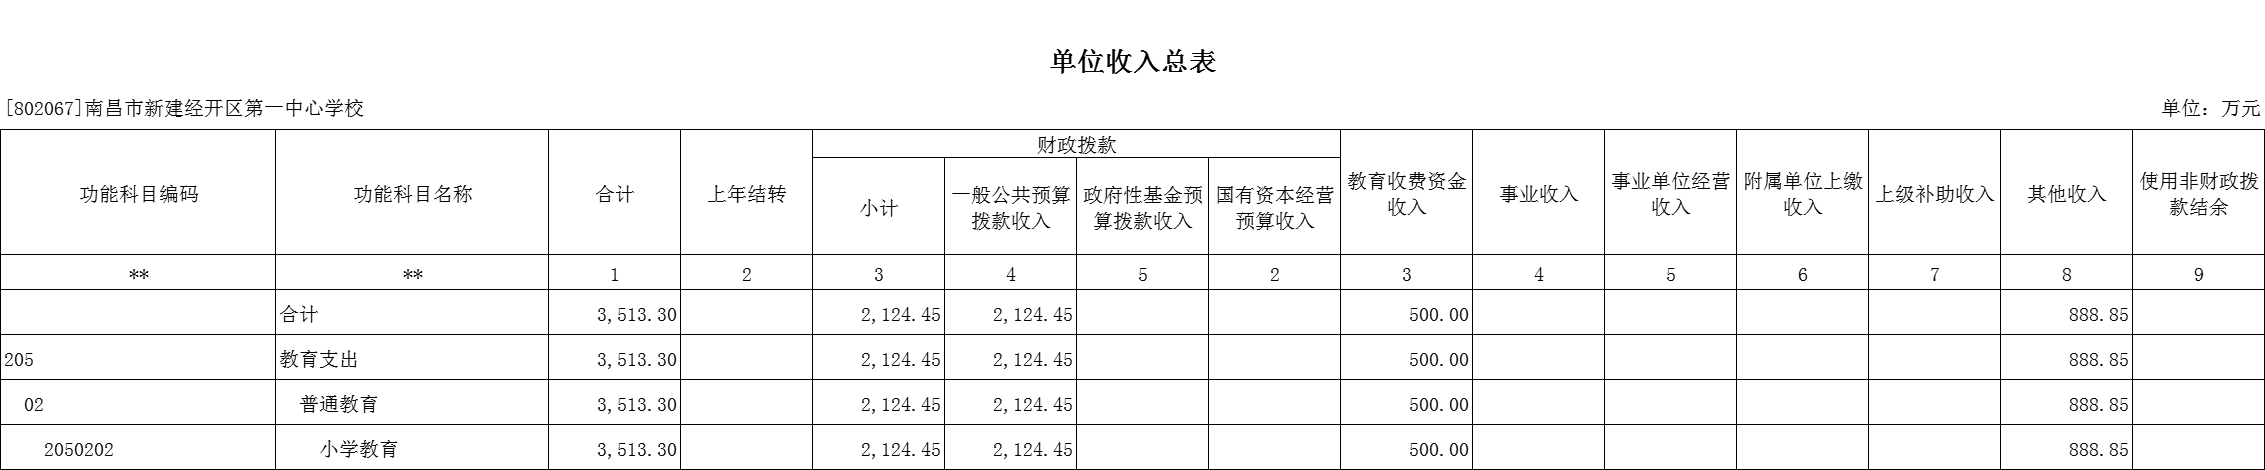 单位收入总表
[802067]南昌市新建经开区第一中心学校 单位：万元
功能科目编码 功能科目名称 合计 上年结转 财政拨款 教育收费资金收入 事业收入 事业单位经营收入 附属单位上缴收入 上级补助收入 其他收入 使用非财政拨款结余
小计 一般公共预算拨款收入 政府性基金预算拨款收入 国有资本经营预算收入
** ** 1 2 3 4 5 2 3 4 5 6 7 8 9
合计 3,513.30 2,124.45 2,124.45 500.00 888.85
205 教育支出 3,513.30 2,124.45 2,124.45 500.00 888.85
02 普通教育 3,513.30 2,124.45 2,124.45 500.00 888.85
2050202 小学教育 3,513.30 2,124.45 2,124.45 500.00 888.85